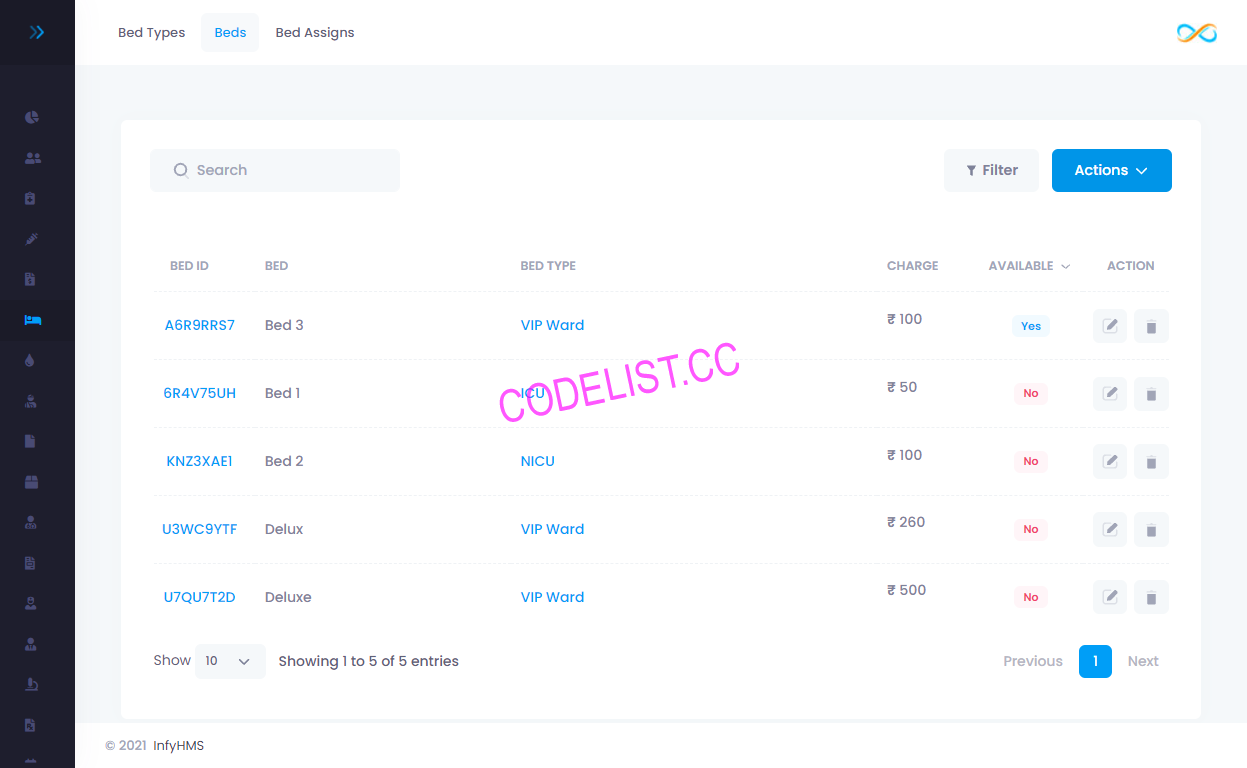 Bed Types Beds Bed Assigns
Search Filter Actions
BED ID BED BED TYPE CHARGE AVAILABLE ACTION
A6R9RRS7 Bed 3 VIP Ward ₹ 100 Yes
6R4V75UH Bed 1 ICU ₹ 50 No
CODELIST.CC
KNZ3XAE1 Bed 2 NICU ₹ 100 No
U3WC9YTF Delux VIP Ward ₹ 260 No
U7QU7T2D Deluxe VIP Ward ₹ 500 No
Show 10 Showing 1 to 5 of 5 entries Previous 1 Next
© 2021 InfyHMS